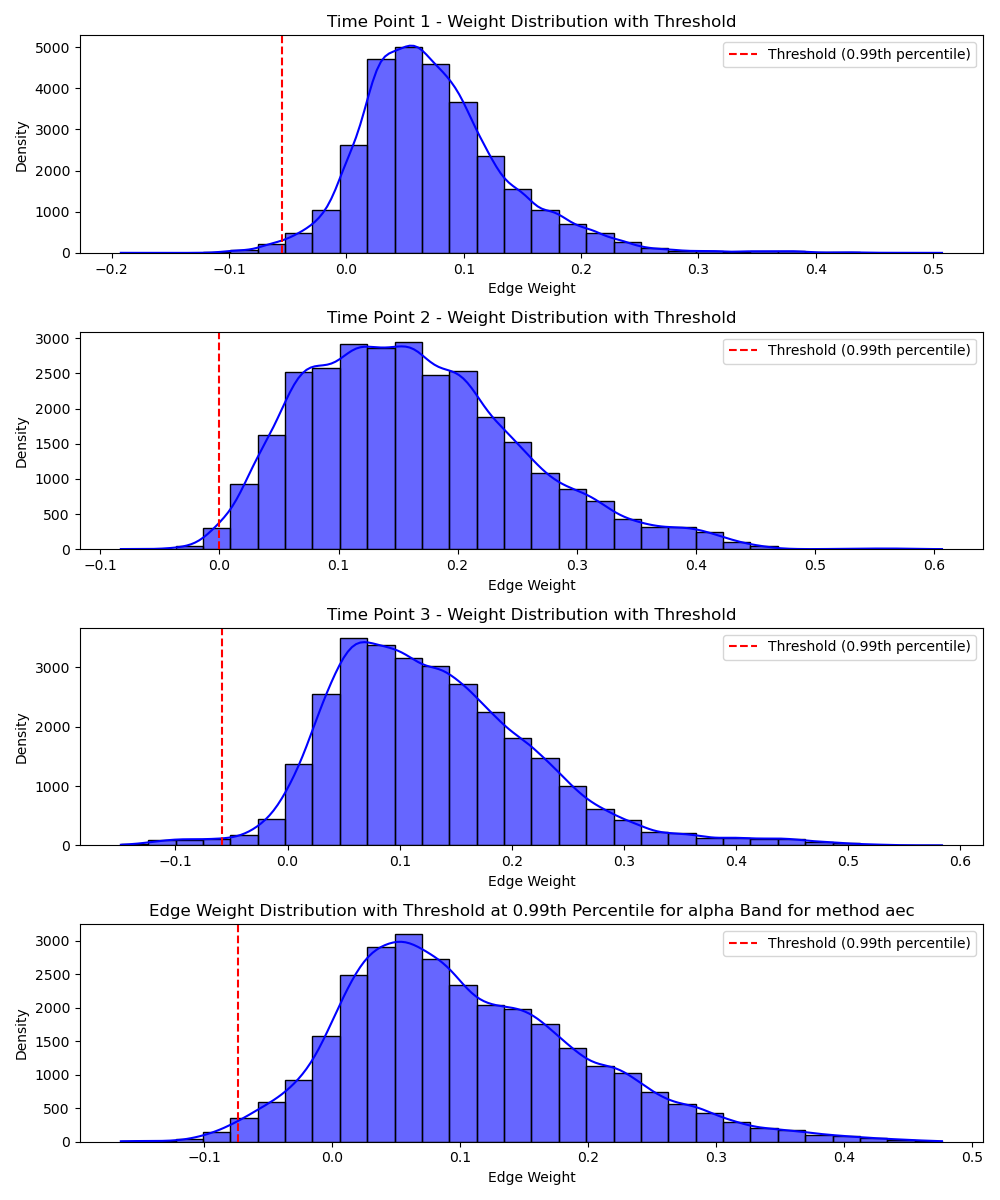 Time Point 1 - Weight Distribution with Threshold
Threshold (0.99th percentile)
5000
4000
3000
2000
1000
0
Density
−0.2 −0.1 0.0 0.1 0.2 0.3 0.4 0.5
Edge Weight
Time Point 2 - Weight Distribution with Threshold
Threshold (0.99th percentile)
3000
2500
2000
1500
1000
500
0
Density
−0.1 0.0 0.1 0.2 0.3 0.4 0.5 0.6
Edge Weight
Time Point 3 - Weight Distribution with Threshold
Threshold (0.99th percentile)
3000
2000
1000
0
Density
−0.1 0.0 0.1 0.2 0.3 0.4 0.5 0.6
Edge Weight
Edge Weight Distribution with Threshold at 0.99th Percentile for alpha Band for method aec
Threshold (0.99th percentile)
3000
2500
2000
1500
1000
500
0
Density
−0.1 0.0 0.1 0.2 0.3 0.4 0.5
Edge Weight